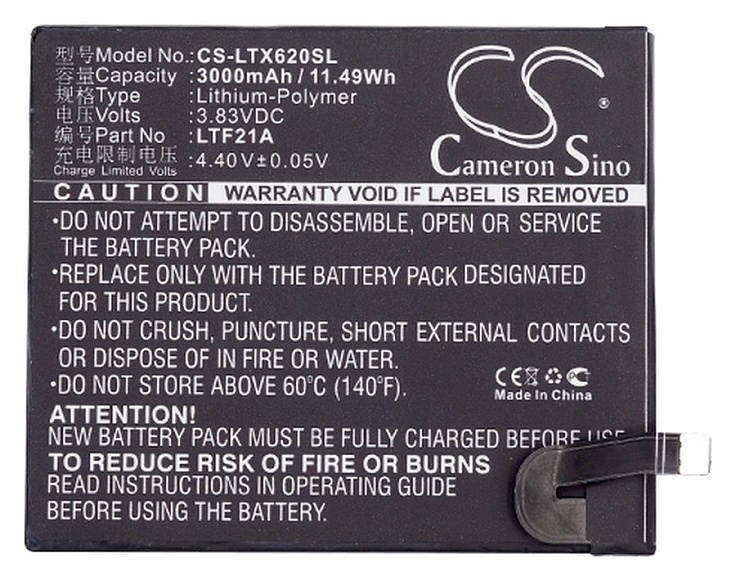 型号Model No.:CS-LTX620SL
容量Capacity :3000mAh / 11.49Wh
规格Type :Lithium-Polymer
电压Volts :3.83VDC
编号Part No :LTF21A
充电限制电压 :4.40V±0.05V
Charge Limited Volts
CS ®
Cameron Sino
CAUTION WARRANTY VOID IF LABEL IS REMOVED
•DO NOT ATTEMPT TO DISASSEMBLE, OPEN OR SERVICE
THE BATTERY PACK.
•REPLACE ONLY WITH THE BATTERY PACK DESIGNATED
FOR THIS PRODUCT.
•DO NOT CRUSH, PUNCTURE, SHORT EXTERNAL CONTACTS
OR DISPOSE OF IN FIRE OR WATER.
•DO NOT STORE ABOVE 60°C (140°F).
CE
Made In China
ATTENTION!
NEW BATTERY PACK MUST BE FULLY CHARGED BEFORE USE
TO REDUCE RISK OF FIRE OR BURNS
READ INSTRUCTIONS IN OPERATING GUIDE
BEFORE USING THE BATTERY.